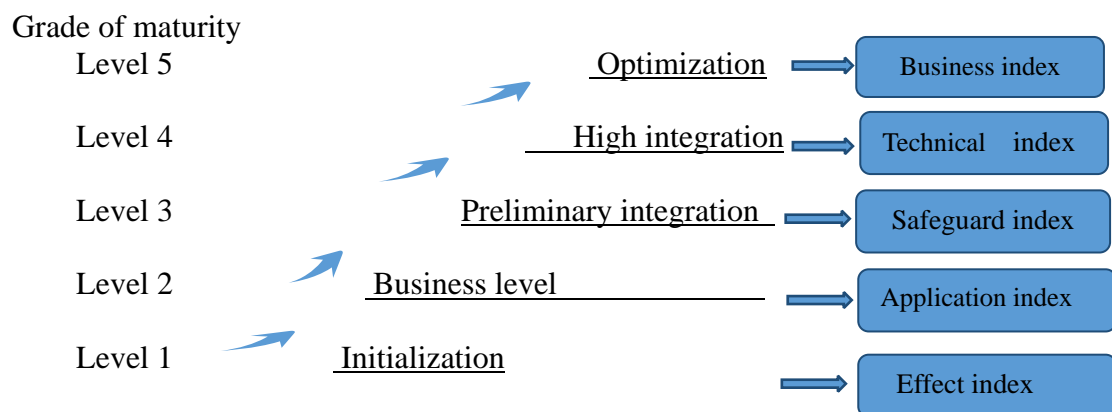 Grade of maturity
Level 5 Optimization Business index
Level 4 High integration Technical index
Level 3 Preliminary integration Safeguard index
Level 2 Business level Application index
Level 1 Initialization Effect index